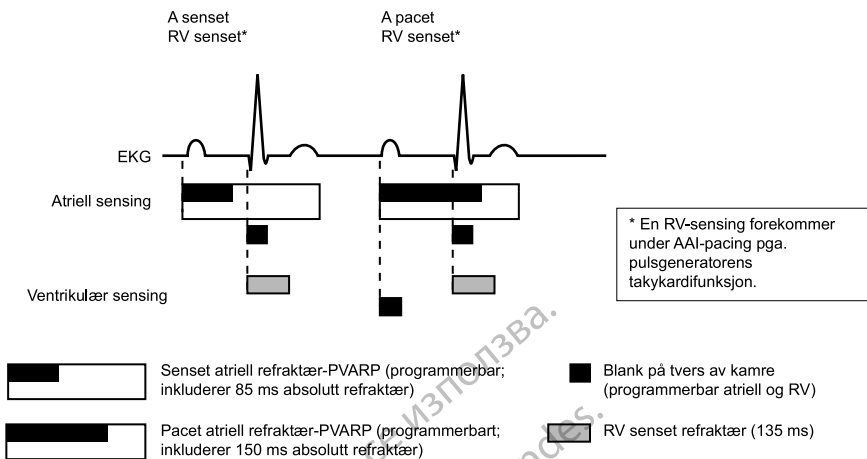 A senset
RV senset*
A pacet
RV senset*
EKG
Atriell sensing
Ventrikulær sensing
* En RV-sensing forekommer
under AAI-pacing pga.
pulsgeneratorens
takykardifunksjon.
Senset atriell refraktær-PVARP (programmerbar;
inkluderer 85 ms absolutt refraktær)
Blank på tvers av kamre
(programmerbar atriell og RV)
Pacet atriell refraktær-PVARP (programmerbart;
inkluderer 150 ms absolutt refraktær)
RV senset refraktær (135 ms)
се използва.